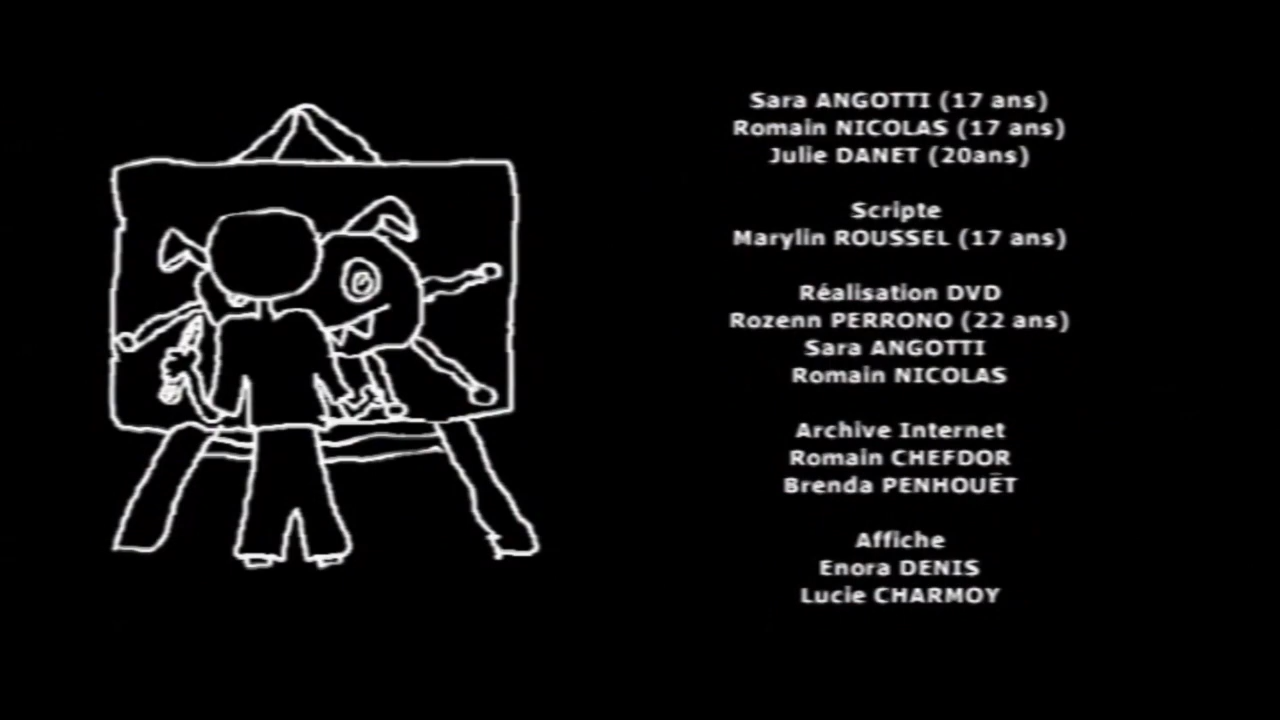 Sara ANGOTTI (17 ans)
Romain NICOLAS (17 ans)
Julie DANET (20ans)
Scripte
Marylin ROUSSEL (17 ans)
Réalisation DVD
Rozenn PERRONO (22 ans)
Sara ANGOTTI
Romain NICOLAS
Archive Internet
Romain CHEFDOR
Brenda PENHOUËT
Affiche
Enora DENIS
Lucie CHARMOY